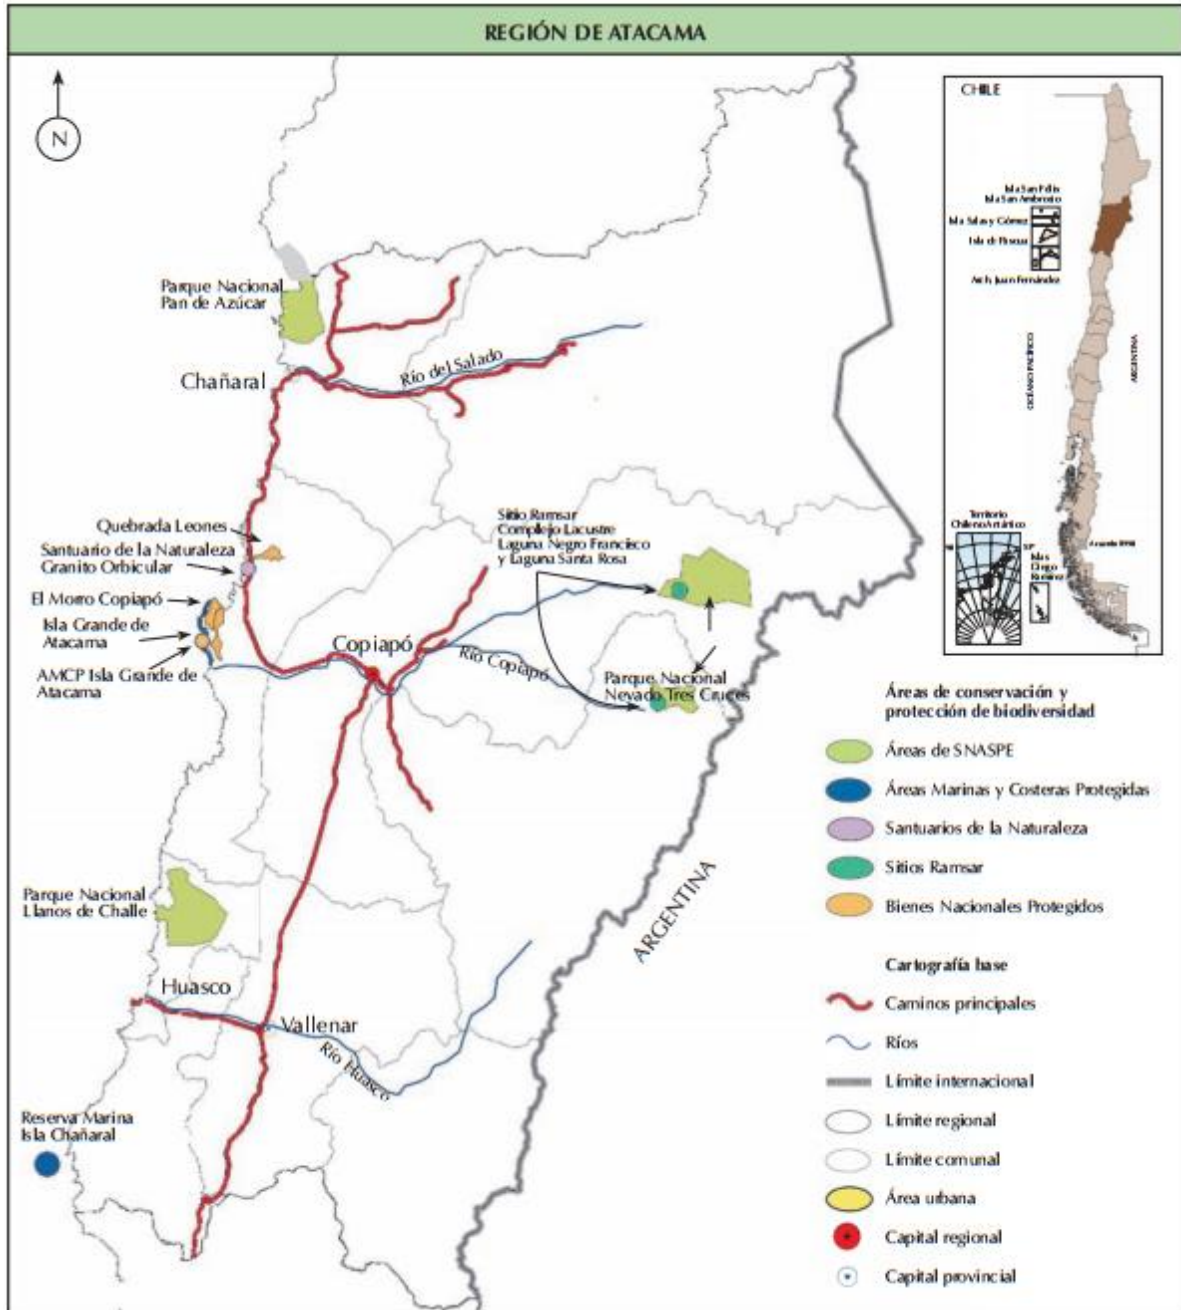 REGIÓN DE ATACAMA
N
Parque Nacional
Pan de Azúcar
Chañaral
Río del Salado
Quebrada Leones
Santuario de la Naturaleza
Granito Orbicular
El Morro Copiapó
Isla Grande de
Atacama
AMCP Isla Grande de
Atacama
Copiapó
Río Copiapó
Sitio Ramsar
Complejo Lacustre
Laguna Negro Francisco
y Laguna Santa Rosa
Parque Nacional
Nevado Tres Cruces
Parque Nacional
Llanos de Challe
Huasco
Vallenar
Río Huasco
Reserva Marina
Isla Chañaral
ARGENTINA
CHILE
Isla San Félix
Isla San Ambrosio
Isla Salas y Gómez
Isla de Pascua
Arch. Juan Fernández
OCÉANO PACÍFICO
ARGENTINA
Territorio
Chileno Antártico
Islas
Diego
Ramírez
Áreas de conservación y
protección de biodiversidad
Áreas de SNASPE
Áreas Marinas y Costeras Protegidas
Santuarios de la Naturaleza
Sitios Ramsar
Bienes Nacionales Protegidos
Cartografía base
Caminos principales
Ríos
Límite internacional
Límite regional
Límite comunal
Área urbana
Capital regional
Capital provincial